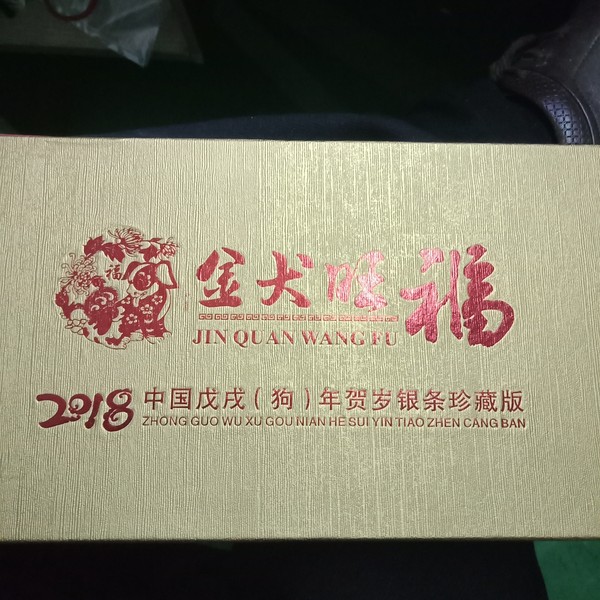 福
金犬旺福
JIN QUAN WANG FU
2018 中国戊戌(狗)年贺岁银条珍藏版
ZHONG GUO WU XU GOU NIAN HE SUI YIN TIAO ZHEN CANG BAN